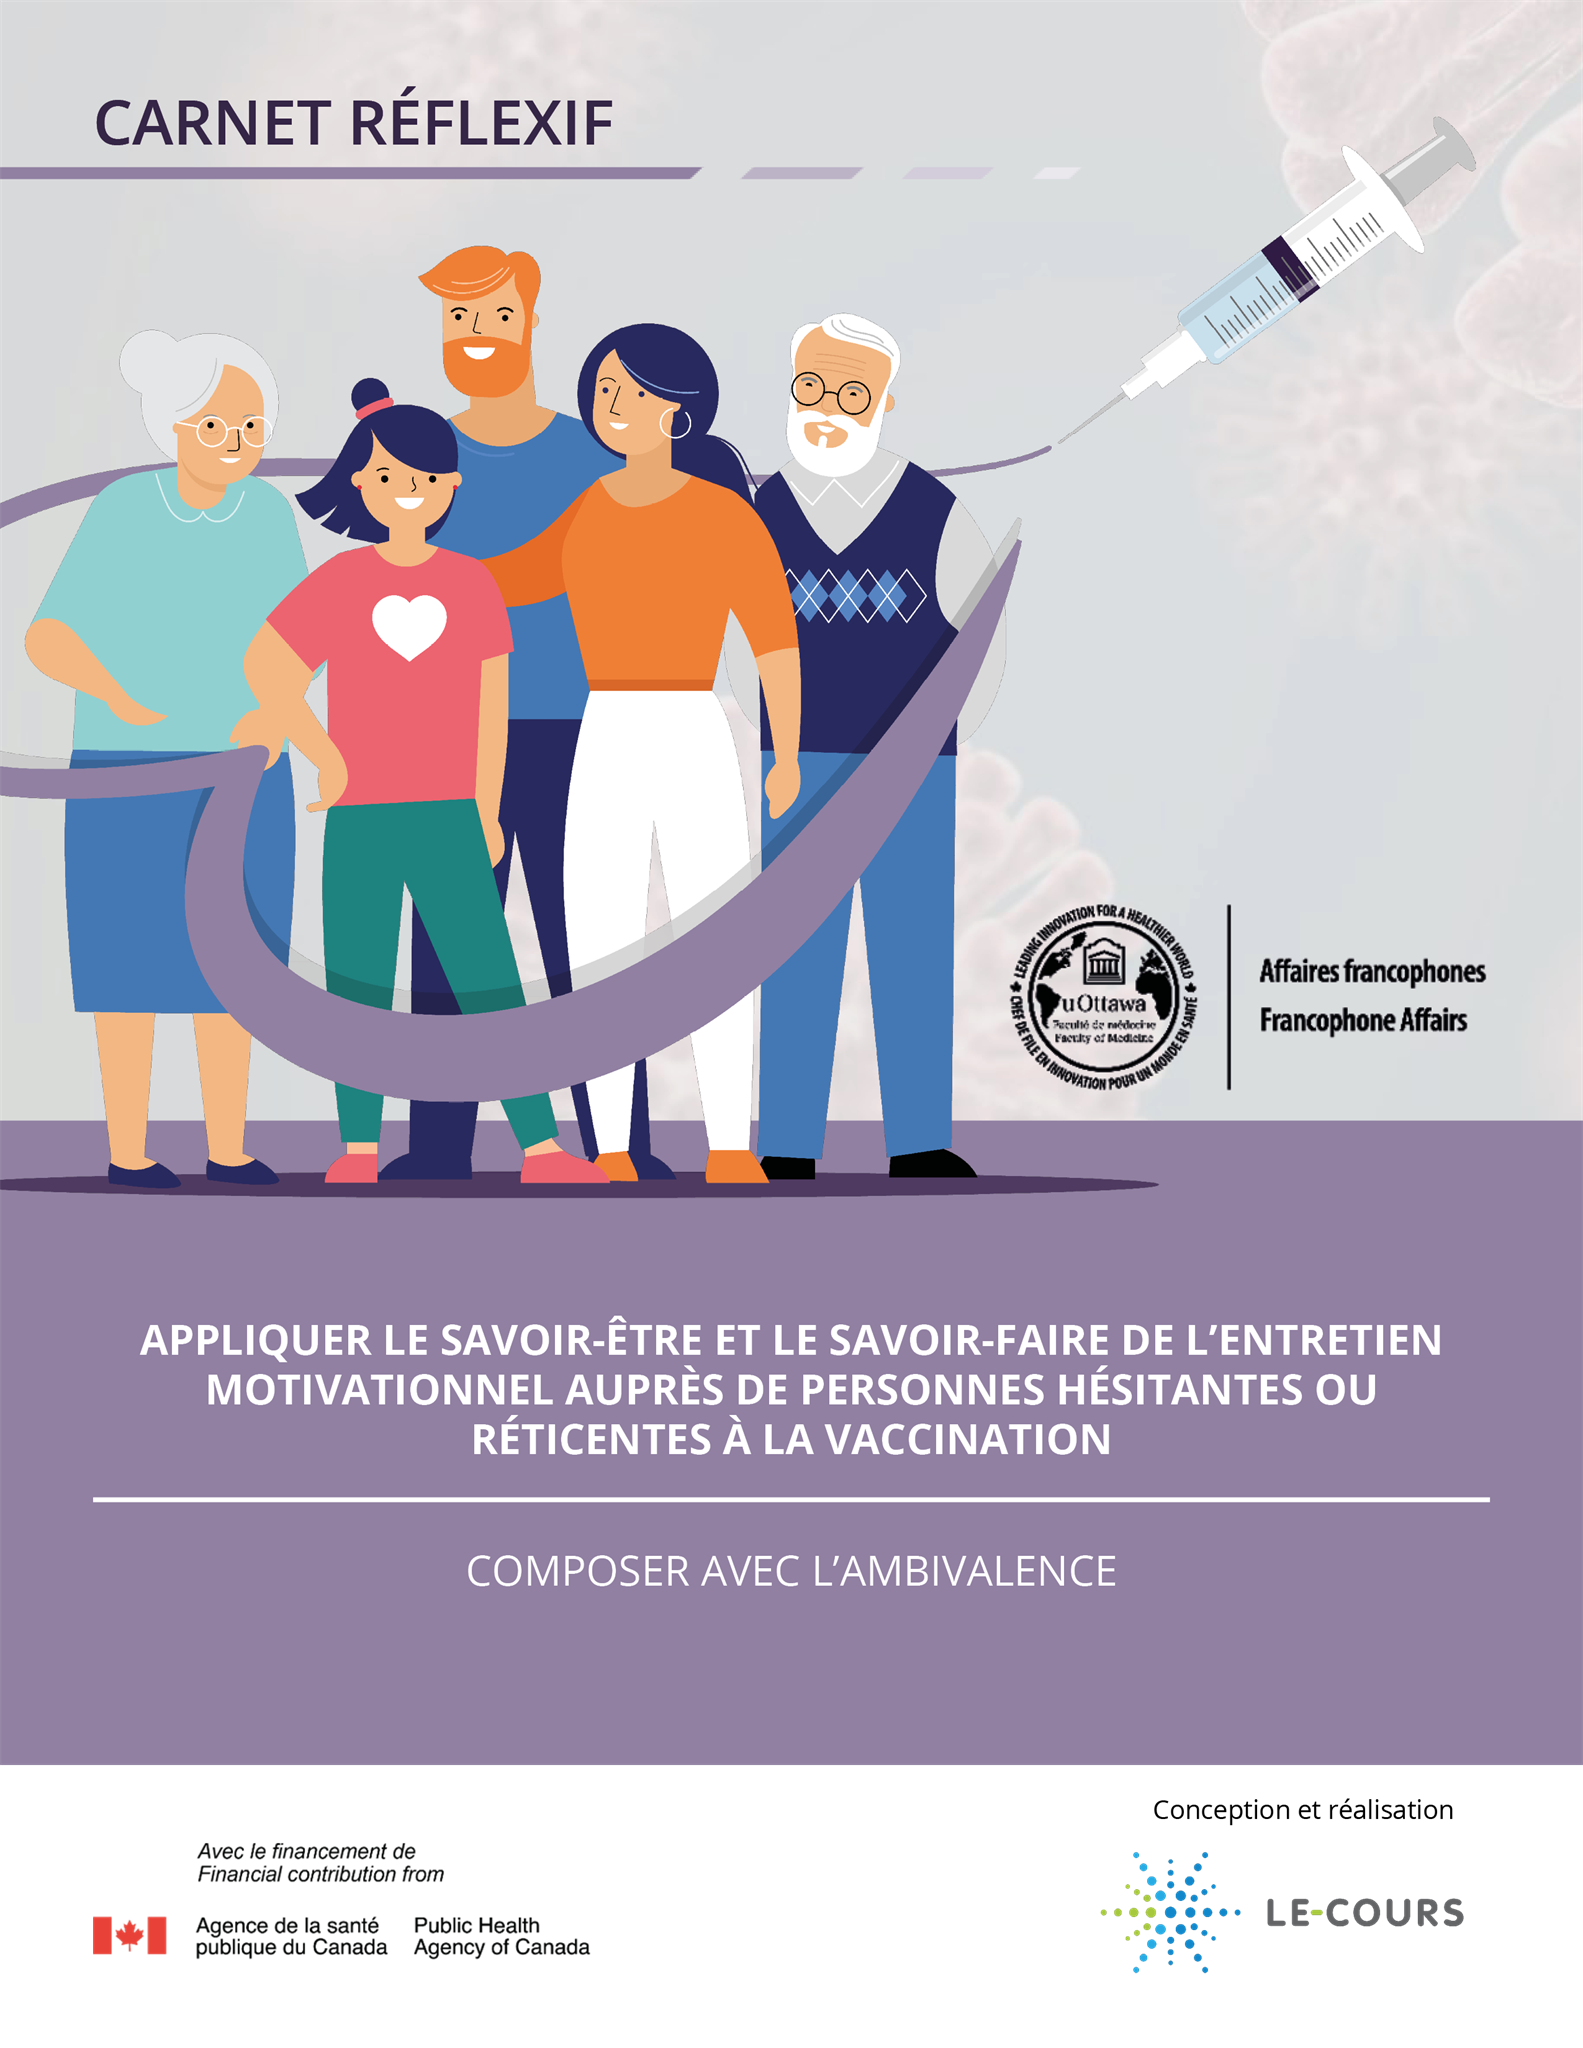 CARNET RÉFLEXIF
LEADING INNOVATION FOR A HEALTHIER WORLD
CHEF DE FILE EN INNOVATION POUR UN MONDE EN SANTÉ
uOttawa
Faculté de médecine
Faculty of Medicine
Affaires francophones
Francophone Affairs
APPLIQUER LE SAVOIR-ÊTRE ET LE SAVOIR-FAIRE DE L’ENTRETIEN
MOTIVATIONNEL AUPRÈS DE PERSONNES HÉSITANTES OU
RÉTICENTES À LA VACCINATION
COMPOSER AVEC L’AMBIVALENCE
Conception et réalisation
LE-COURS
Avec le financement de
Financial contribution from
Agence de la santé
publique du Canada
Public Health
Agency of Canada